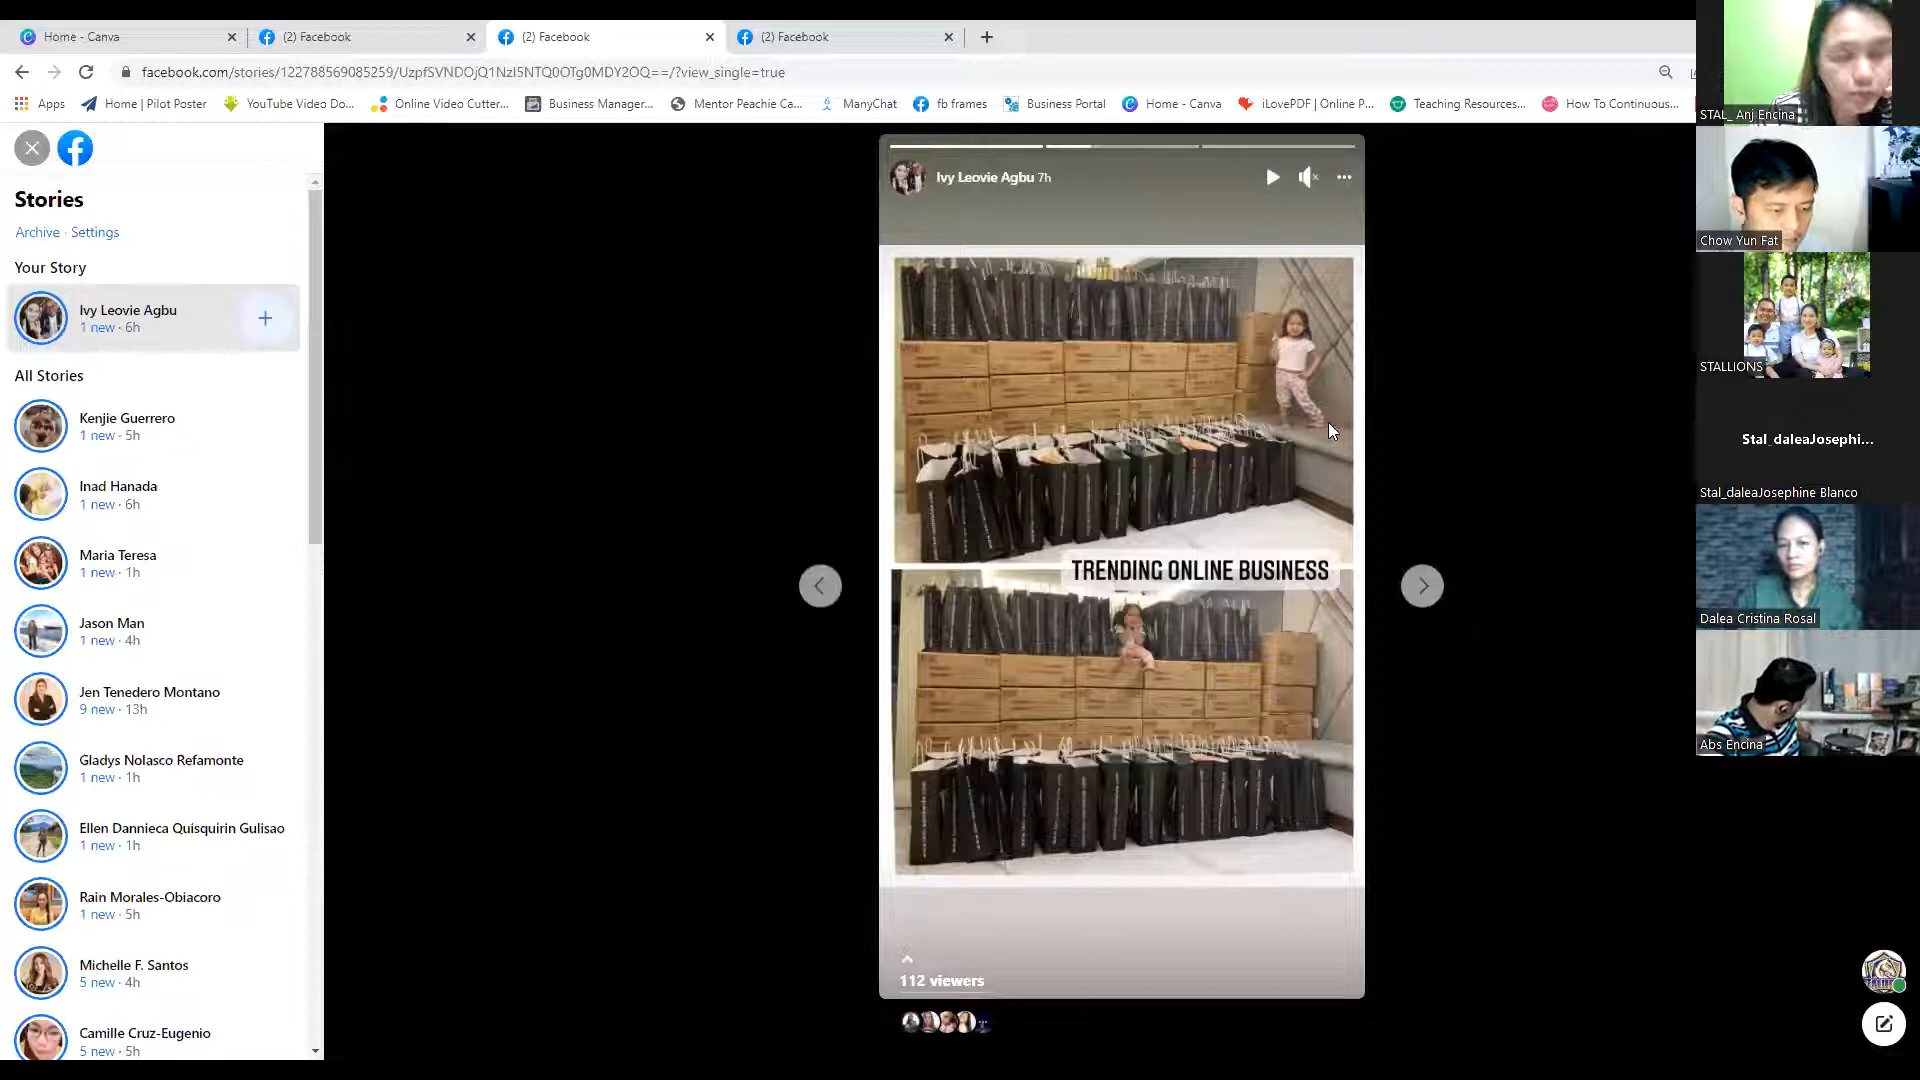 Home - Canva
(2) Facebook
(2) Facebook
(2) Facebook
facebook.com/stories/122788569085259/UzpfSVNDOjQ1NzI5NTQ0OTg0MDY2OQ==/?view_single=true
Apps
Home | Pilot Poster
YouTube Video Do...
Online Video Cutter...
Business Manager...
Mentor Peachie Ca...
ManyChat
fb frames
Business Portal
Home - Canva
iLovePDF | Online P...
Teaching Resources...
How To Continuous...
Stories
Archive · Settings
Your Story
Ivy Leovie Agbu
1 new · 6h
All Stories
Kenjie Guerrero
1 new · 5h
Inad Hanada
1 new · 6h
Maria Teresa
1 new · 1h
Jason Man
1 new · 4h
Jen Tenedero Montano
9 new · 13h
Gladys Nolasco Refamonte
1 new · 1h
Ellen Dannieca Quisquirin Gulisao
1 new · 1h
Rain Morales-Obiacoro
1 new · 5h
Michelle F. Santos
5 new · 4h
Camille Cruz-Eugenio
5 new · 5h
Ivy Leovie Agbu 7h
TRENDING ONLINE BUSINESS
112 viewers
STAL_ Anj Encina
Chow Yun Fat
STALLIONS
Stal_daleaJosephi...
Stal_daleaJosephine Blanco
Dalea Cristina Rosal
Abs Encina